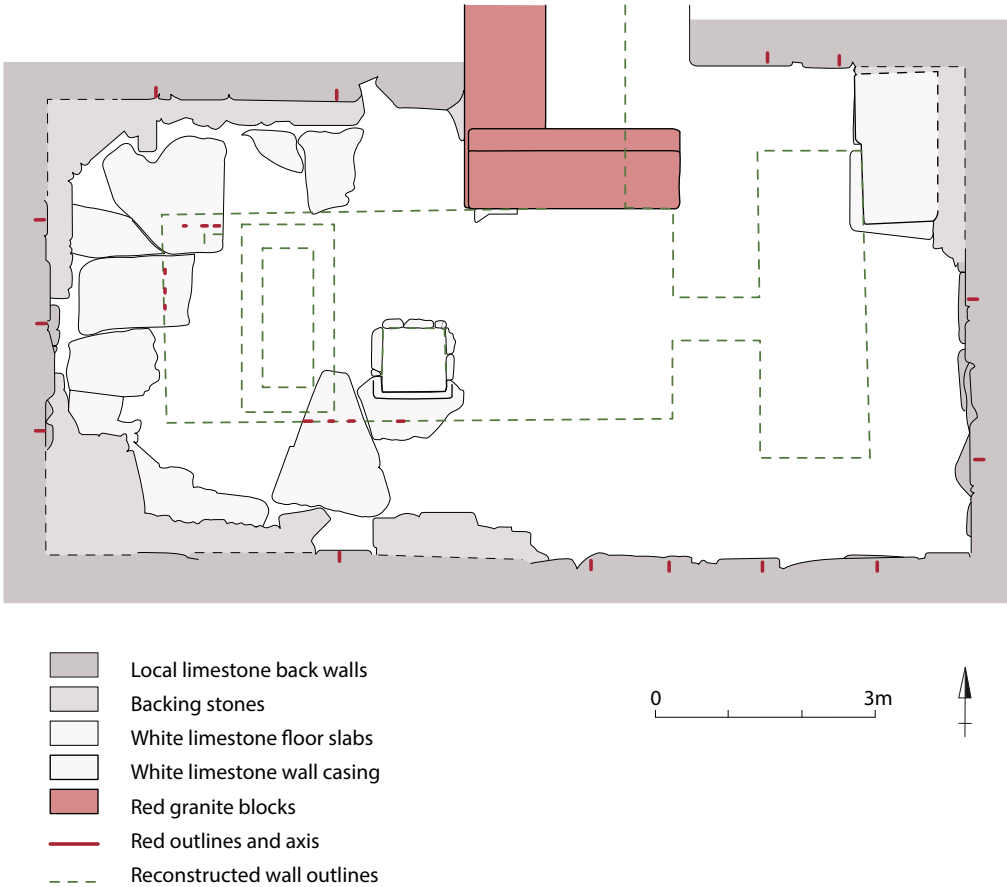 Local limestone back walls
Backing stones
White limestone floor slabs
White limestone wall casing
Red granite blocks
Red outlines and axis
Reconstructed wall outlines
0 3m